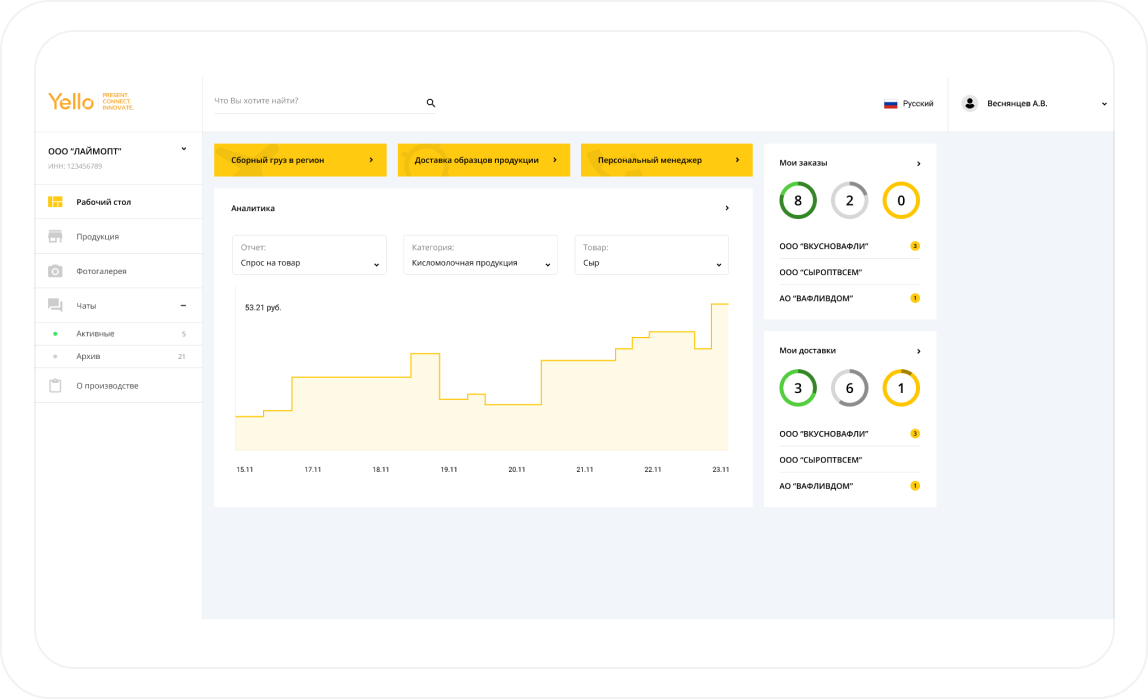 Yello
PRESENT.
CONNECT.
INNOVATE.
Что Вы хотите найти?
Русский
Веснянцев А.В.
ООО "ЛАЙМОПТ"
ИНН: 123456789
Рабочий стол
Продукция
Фотогалерея
Чаты
Активные 5
Архив 21
О производстве
Сборный груз в регион
Доставка образцов продукции
Персональный менеджер
Аналитика
Отчет:
Спрос на товар
Категория:
Кисломолочная продукция
Товар:
Сыр
53.21 руб.
15.11 17.11 18.11 19.11 20.11 21.11 22.11 23.11
Мои заказы
8 2 0
ООО "ВКУСНОВАФЛИ" 3
ООО "СЫРОПТВСЕМ"
АО "ВАФЛИВДОМ" 1
Мои доставки
3 6 1
ООО "ВКУСНОВАФЛИ" 3
ООО "СЫРОПТВСЕМ"
АО "ВАФЛИВДОМ" 1